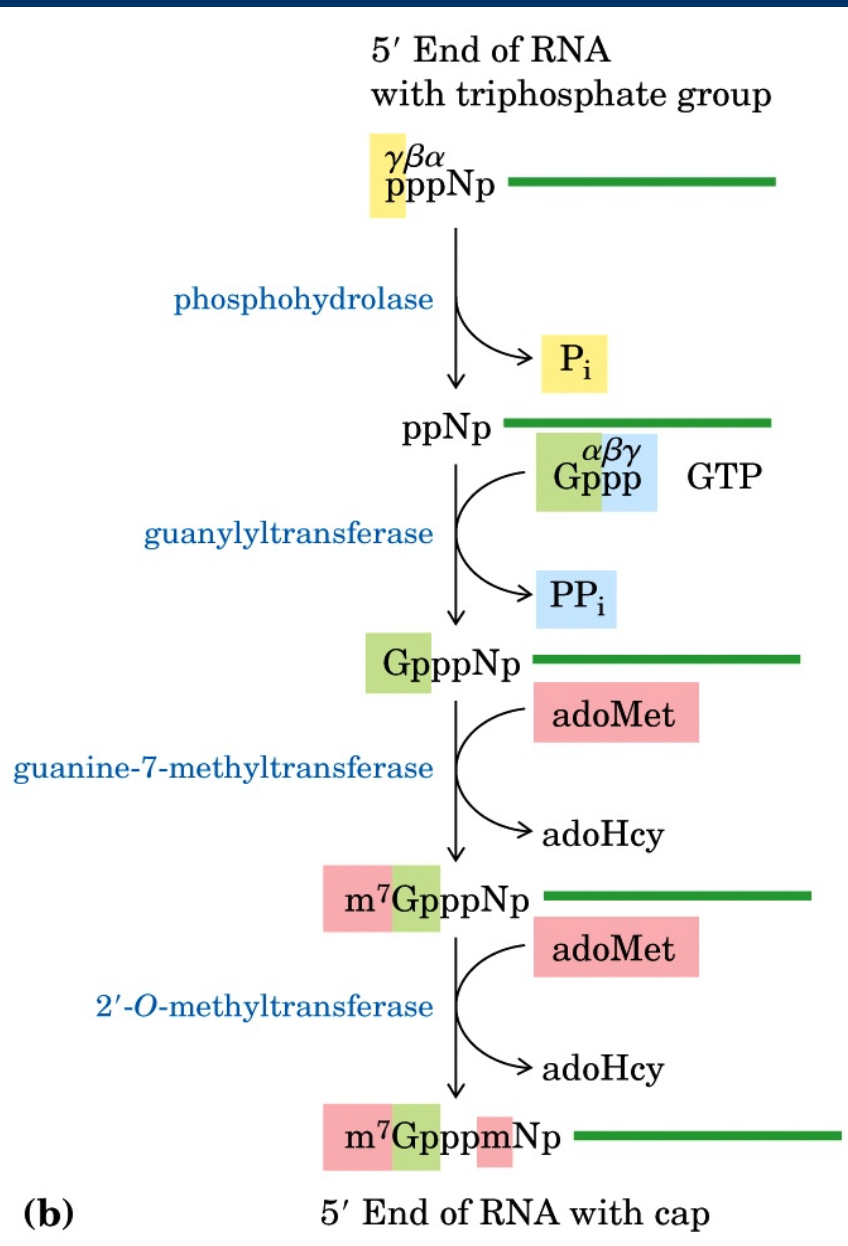 5′ End of RNA
with triphosphate group
γβα
pppNp
phosphohydrolase
Pi
ppNp
αβγ
Gppp GTP
guanylyltransferase
PPi
GpppNp
adoMet
guanine-7-methyltransferase
adoHcy
m⁷GpppNp
adoMet
2′-O-methyltransferase
adoHcy
m⁷GpppmNp
(b) 5′ End of RNA with cap